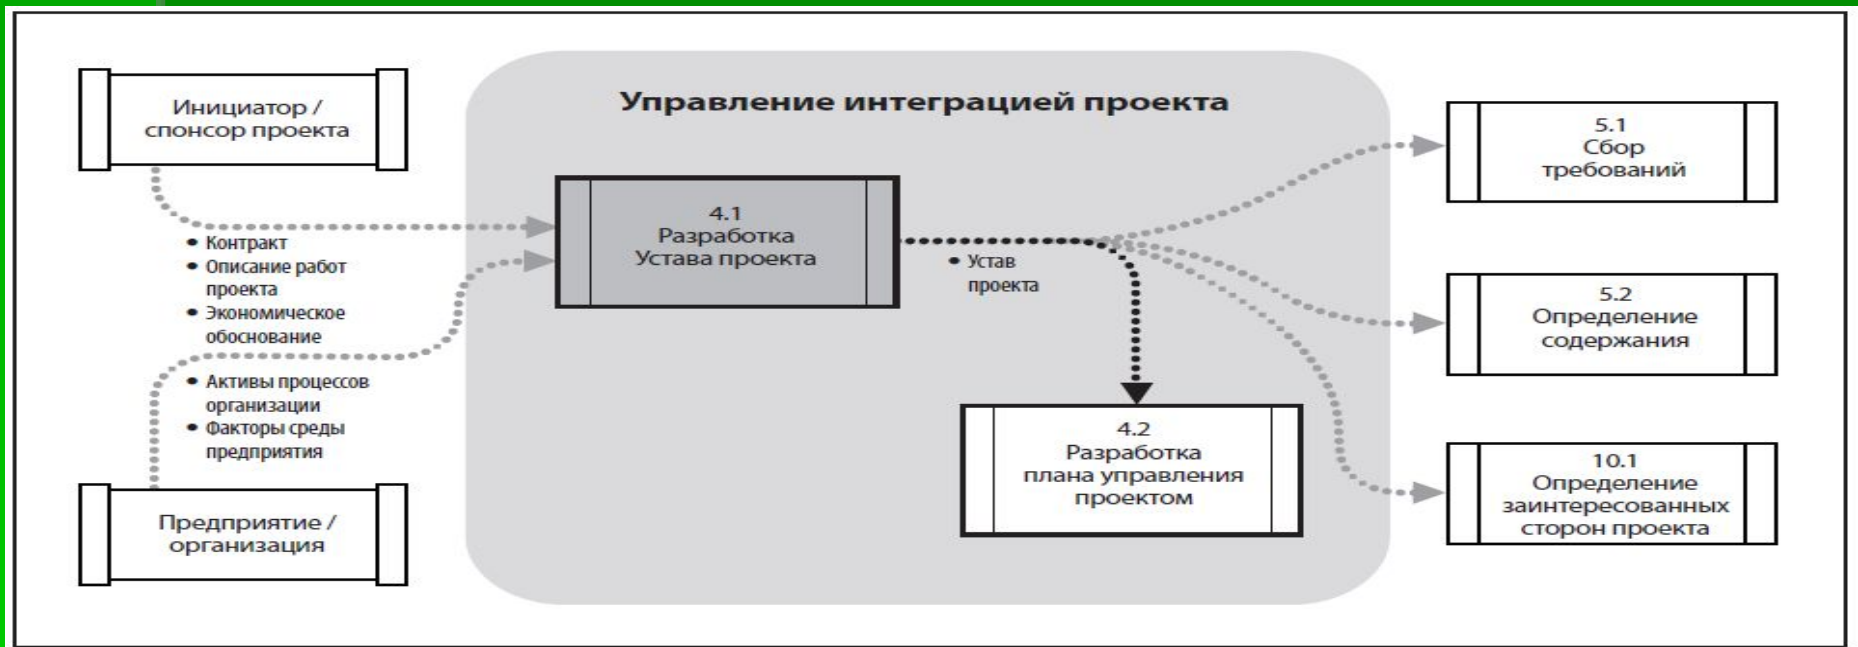 Управление интеграцией проекта
Инициатор /
спонсор проекта
• Контракт
• Описание работ
проекта
• Экономическое
обоснование
• Активы процессов
организации
• Факторы среды
предприятия
Предприятие /
организация
4.1
Разработка
Устава проекта
• Устав
проекта
4.2
Разработка
плана управления
проектом
5.1
Сбор
требований
5.2
Определение
содержания
10.1
Определение
заинтересованных
сторон проекта